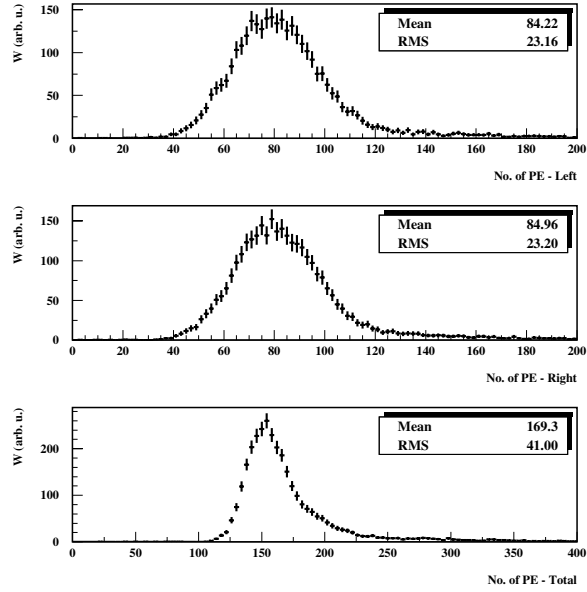 W (arb. u.)
150
100
50
0
Mean 84.22
RMS 23.16
0 20 40 60 80 100 120 140 160 180 200
No. of PE - Left
W (arb. u.)
150
100
50
0
Mean 84.96
RMS 23.20
0 20 40 60 80 100 120 140 160 180 200
No. of PE - Right
W (arb. u.)
200
100
0
Mean 169.3
RMS 41.00
0 50 100 150 200 250 300 350 400
No. of PE - Total